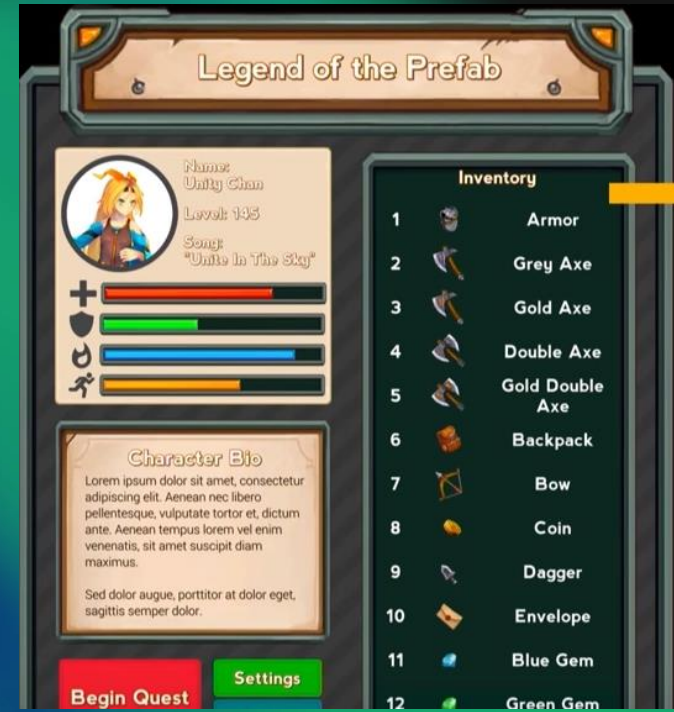 Legend of the Prefab
Name:
Unity Chan
Level: 145
Song:
"Unite In The Sky"
Character Bio
Lorem ipsum dolor sit amet, consectetur
adipiscing elit. Aenean nec libero
pellentesque, vulputate tortor et, dictum
ante. Aenean tempus lorem vel enim
venenatis, sit amet suscipit diam
maximus.
Sed dolor augue, porttitor at dolor eget,
sagittis semper dolor.
Begin Quest
Settings
Inventory
1 Armor
2 Grey Axe
3 Gold Axe
4 Double Axe
5 Gold Double
Axe
6 Backpack
7 Bow
8 Coin
9 Dagger
10 Envelope
11 Blue Gem
12 Green Gem